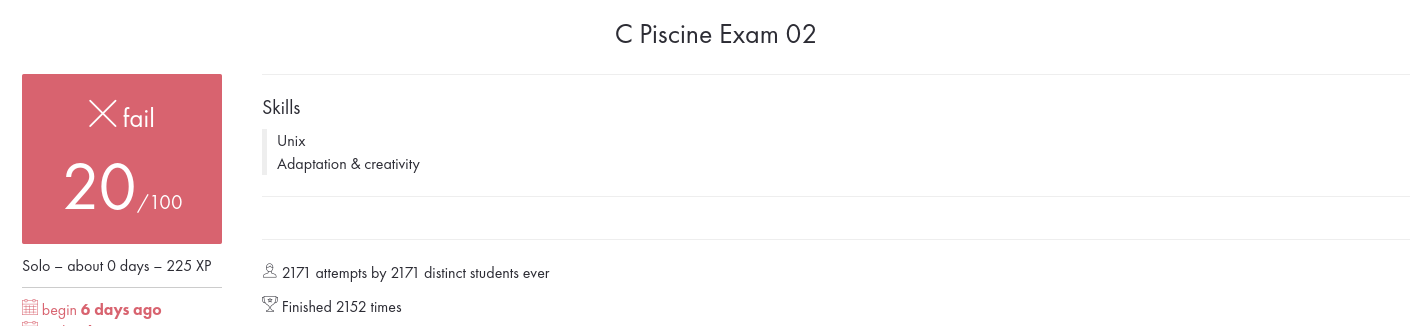 C Piscine Exam 02
fail
20/100
Solo – about 0 days – 225 XP
begin 6 days ago
Skills
Unix
Adaptation & creativity
2171 attempts by 2171 distinct students ever
Finished 2152 times